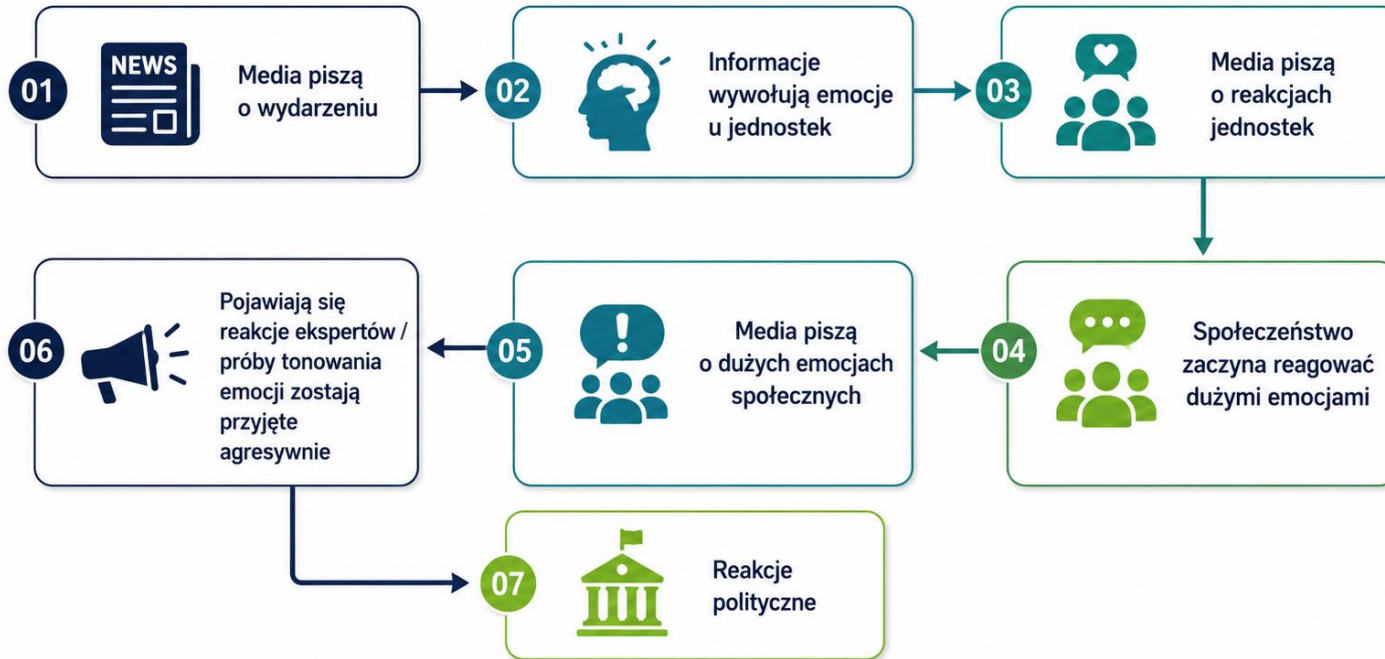 01
NEWS
Media piszą
o wydarzeniu
02
Informacje
wywołują emocje
u jednostek
03
Media piszą
o reakcjach
jednostek
04
Społeczeństwo
zaczyna reagować
dużymi emocjami
05
Media piszą
o dużych emocjach
społecznych
06
Pojawiają się
reakcje ekspertów /
próby tonowania
emocji zostają
przyjęte
agresywnie
07
Reakcje
polityczne